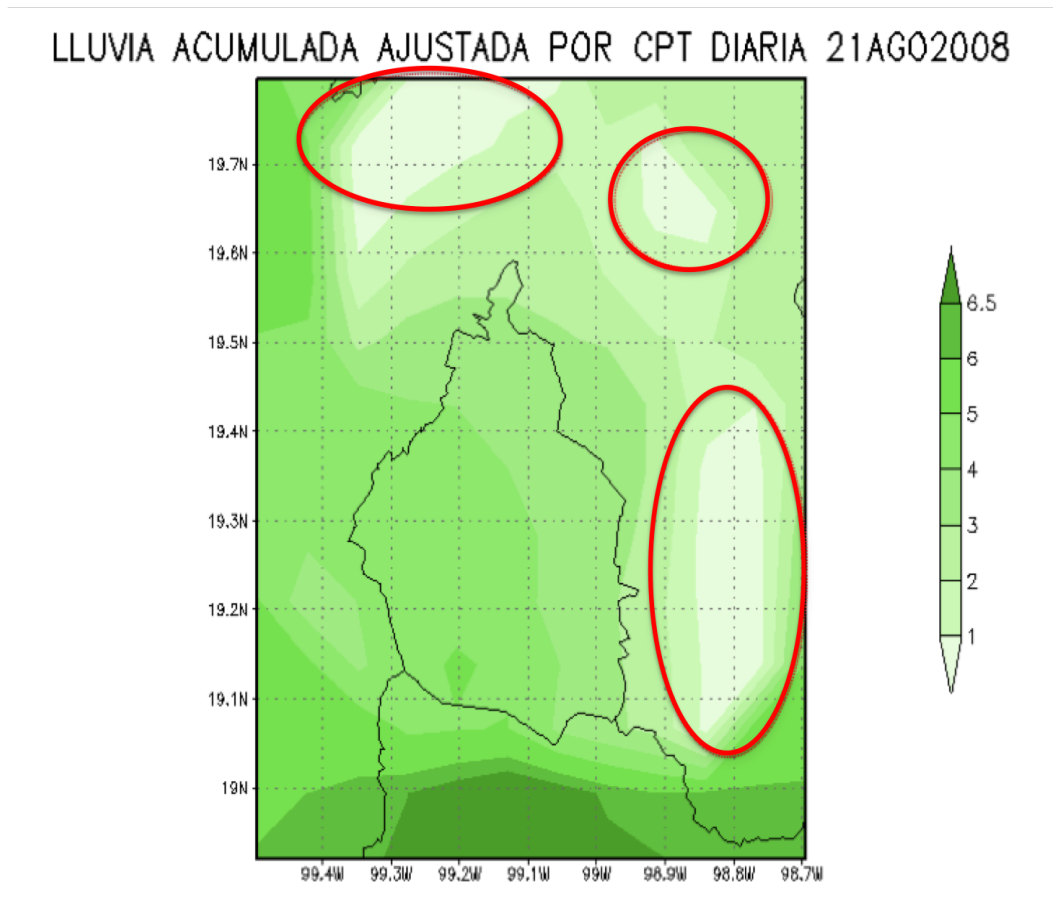 LLUVIA ACUMULADA AJUSTADA POR CPT DIARIA 21AGO2008
19.7N
19.6N
19.5N
19.4N
19.3N
19.2N
19.1N
19N
99.4W 99.3W 99.2W 99.1W 99W 98.9W 98.8W 98.7W
6.5
6
5
4
3
2
1